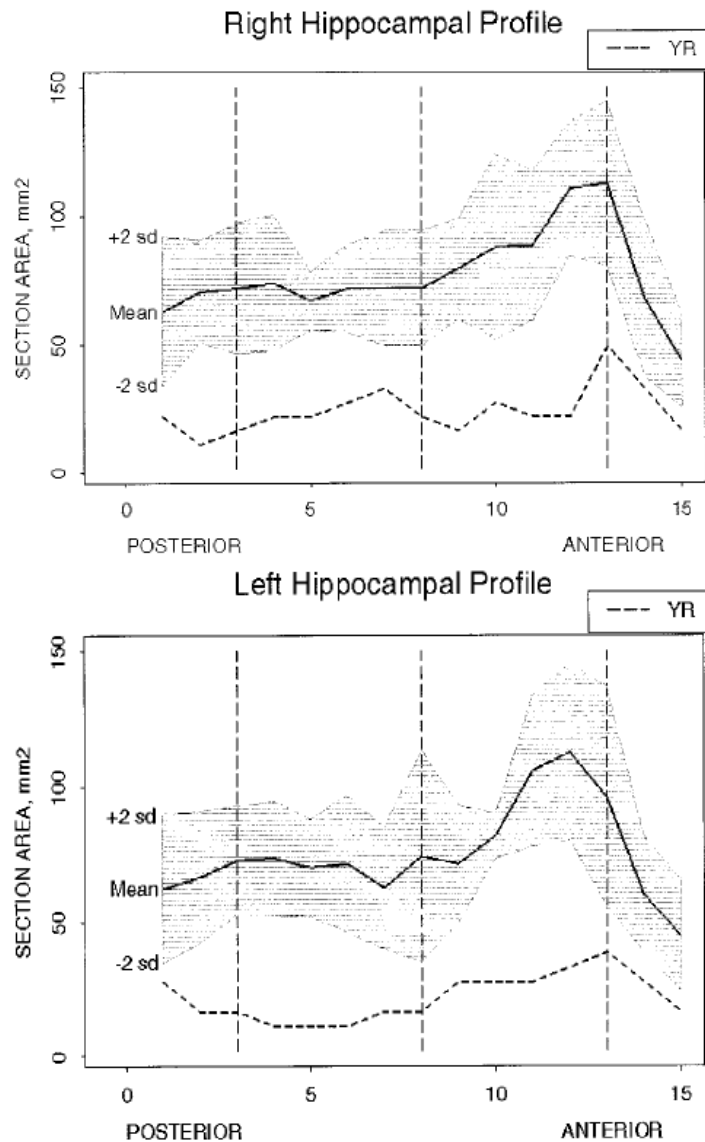 Right Hippocampal Profile
YR
150
100
50
0
SECTION AREA, mm2
+2 sd
Mean
-2 sd
0 5 10 15
POSTERIOR ANTERIOR
Left Hippocampal Profile
YR
150
100
50
0
SECTION AREA, mm2
+2 sd
Mean
-2 sd
0 5 10 15
POSTERIOR ANTERIOR